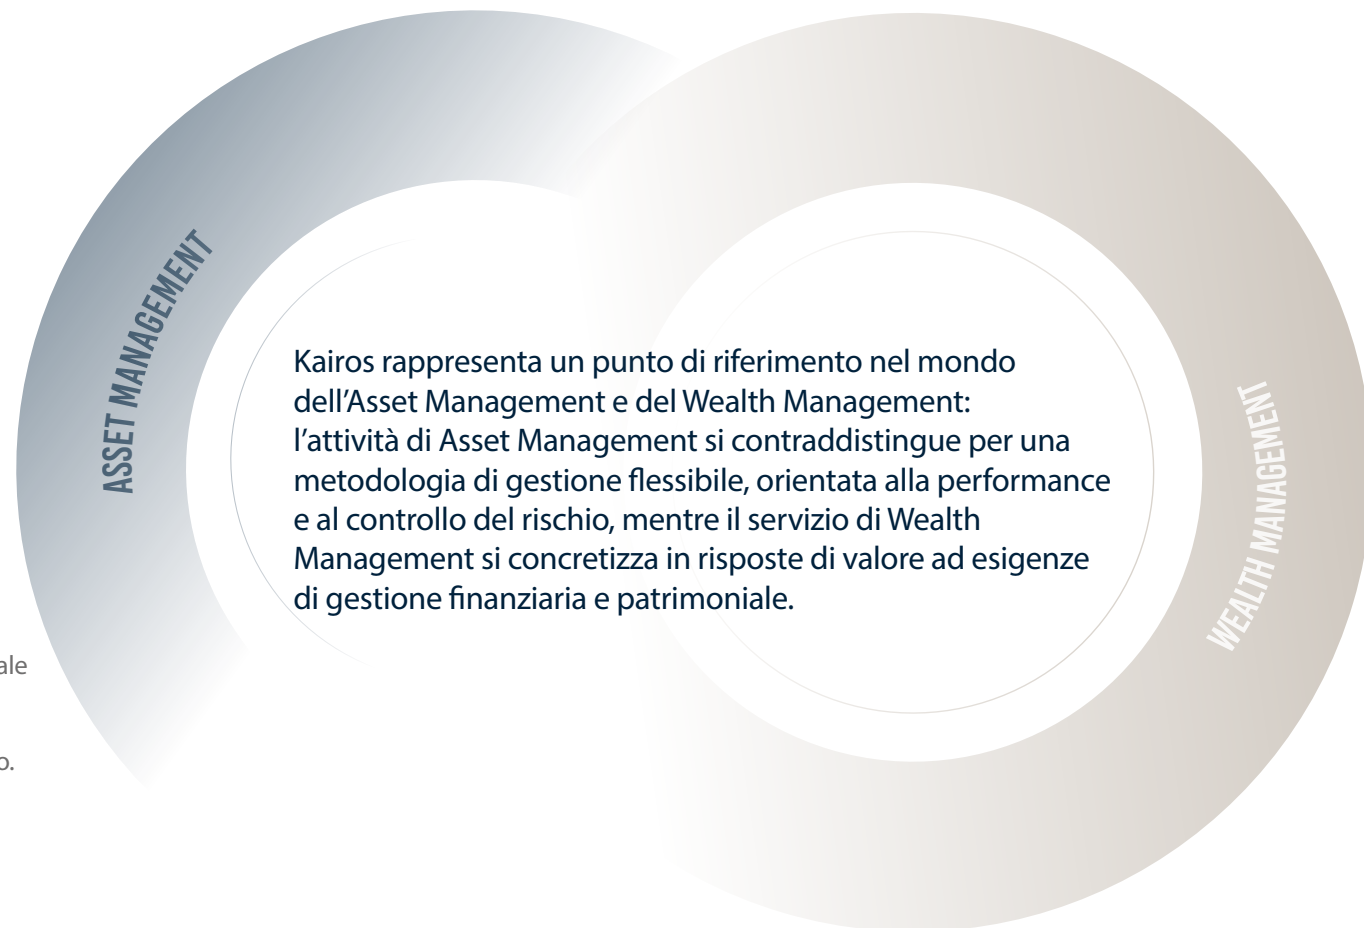 ASSET MANAGEMENT
Kairos rappresenta un punto di riferimento nel mondo
dell'Asset Management e del Wealth Management:
l'attività di Asset Management si contraddistingue per una
metodologia di gestione flessibile, orientata alla performance
e al controllo del rischio, mentre il servizio di Wealth
Management si concretizza in risposte di valore ad esigenze
di gestione finanziaria e patrimoniale.
WEALTH MANAGEMENT